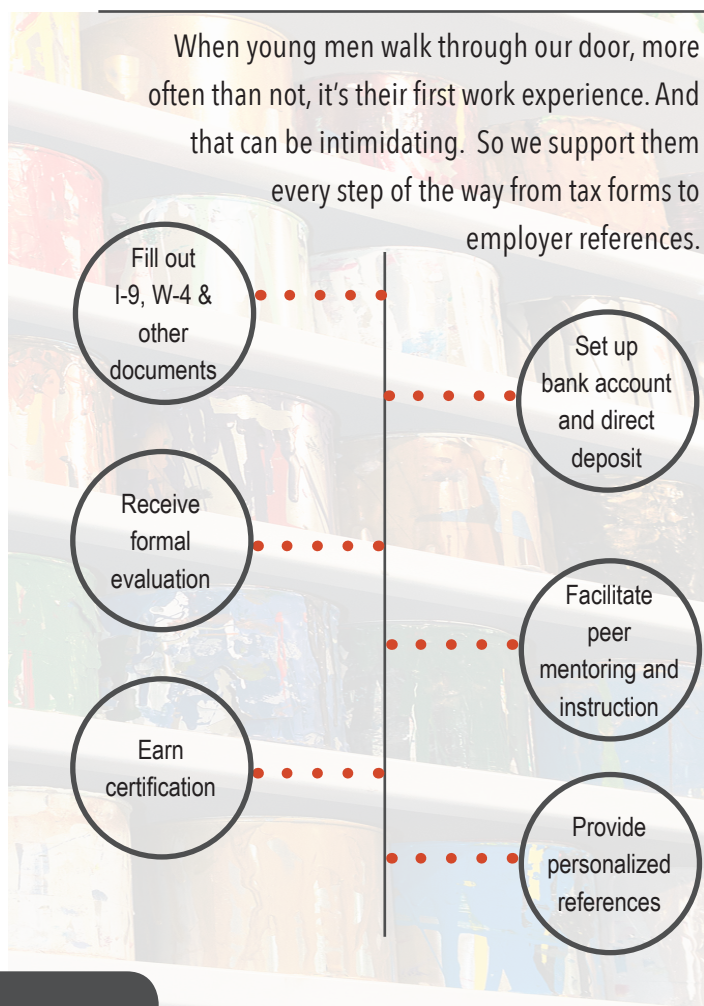 When young men walk through our door, more
often than not, it’s their first work experience. And
that can be intimidating.  So we support them
every step of the way from tax forms to
employer references.
Fill out
I-9, W-4 &
other
documents
Set up
bank account
and direct
deposit
Receive
formal
evaluation
Facilitate
peer
mentoring and
instruction
Earn
certification
Provide
personalized
references